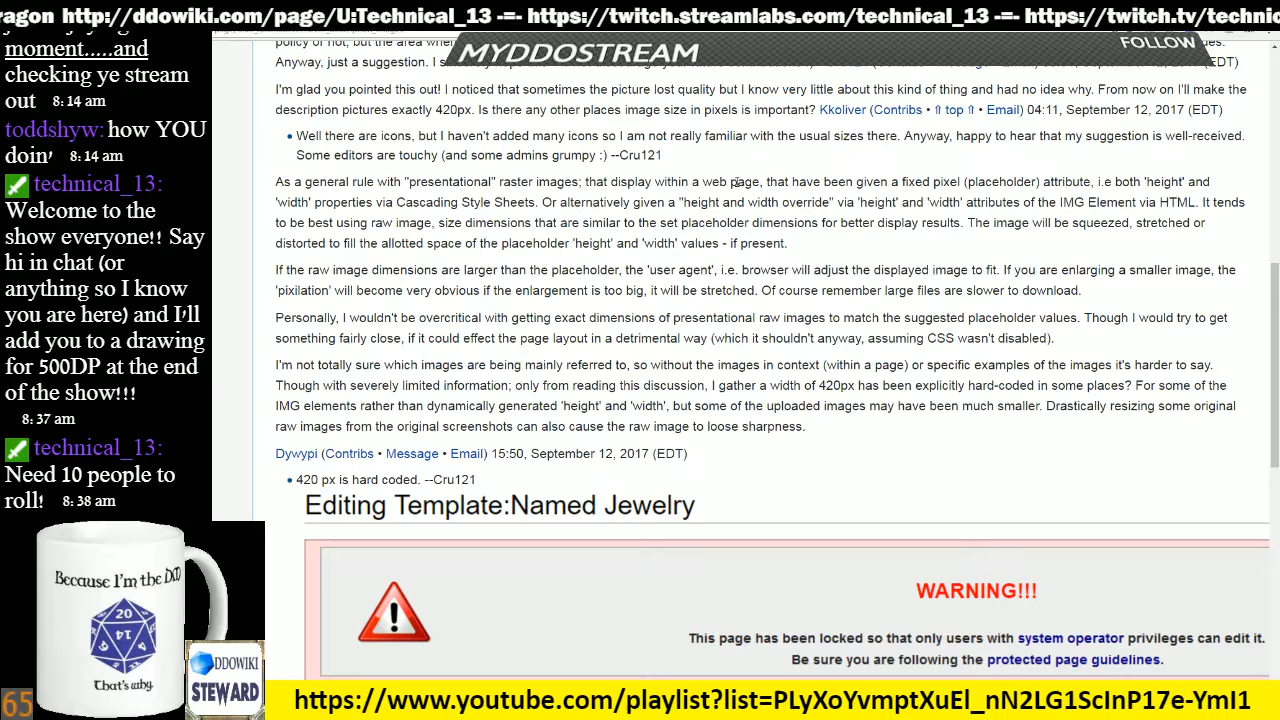 ragon http://ddowiki.com/page/U:Technical_13 -=- https://twitch.streamlabs.com/technical_13 -=- https://twitch.tv/technic
MYDDOSTREAM
FOLLOW
moment.....and
checking ye stream
out 8:14 am
toddshyw: how YOU
doin' 8:14 am
technical_13:
Welcome to the
show everyone!! Say
hi in chat (or
anything so I know
you are here) and I'll
add you to a drawing
for 500DP at the end
of the show!!!
8:37 am
technical_13:
Need 10 people to
roll! 8:38 am
Because I'm the DM
20
14
That's why.
DDOWIKI
STEWARD
65
Anyway, just a suggestion. I
(EDT)
I'm glad you pointed this out! I noticed that sometimes the picture lost quality but I know very little about this kind of thing and had no idea why. From now on I'll make the
description pictures exactly 420px. Is there any other places image size in pixels is important? Kkoliver (Contribs • ⇑ top ⇑ • Email) 04:11, September 12, 2017 (EDT)
• Well there are icons, but I haven't added many icons so I am not really familiar with the usual sizes there. Anyway, happy to hear that my suggestion is well-received.
Some editors are touchy (and some admins grumpy :) --Cru121
As a general rule with "presentational" raster images; that display within a web page, that have been given a fixed pixel (placeholder) attribute, i.e both 'height' and
'width' properties via Cascading Style Sheets. Or alternatively given a "height and width override" via 'height' and 'width' attributes of the IMG Element via HTML. It tends
to be best using raw image, size dimensions that are similar to the set placeholder dimensions for better display results. The image will be squeezed, stretched or
distorted to fill the allotted space of the placeholder 'height' and 'width' values - if present.
If the raw image dimensions are larger than the placeholder, the 'user agent', i.e. browser will adjust the displayed image to fit. If you are enlarging a smaller image, the
'pixilation' will become very obvious if the enlargement is too big, it will be stretched. Of course remember large files are slower to download.
Personally, I wouldn't be overcritical with getting exact dimensions of presentational raw images to match the suggested placeholder values. Though I would try to get
something fairly close, if it could effect the page layout in a detrimental way (which it shouldn't anyway, assuming CSS wasn't disabled).
I'm not totally sure which images are being mainly referred to, so without the images in context (within a page) or specific examples of the images it's harder to say.
Though with severely limited information; only from reading this discussion, I gather a width of 420px has been explicitly hard-coded in some places? For some of the
IMG elements rather than dynamically generated 'height' and 'width', but some of the uploaded images may have been much smaller. Drastically resizing some original
raw images from the original screenshots can also cause the raw image to loose sharpness.
Dywypi (Contribs • Message • Email) 15:50, September 12, 2017 (EDT)
• 420 px is hard coded. --Cru121
Editing Template:Named Jewelry
WARNING!!!
This page has been locked so that only users with system operator privileges can edit it.
Be sure you are following the protected page guidelines.
https://www.youtube.com/playlist?list=PLyXoYvmptXuEl_nN2LG1ScInP17e-YmI1